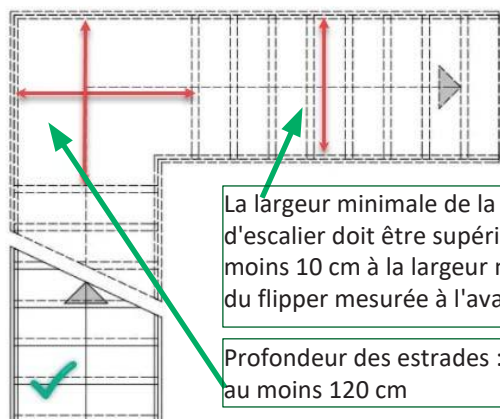 La largeur minimale de la
d'escalier doit être supéri
moins 10 cm à la largeur
du flipper mesurée à l'ava
Profondeur des estrades :
au moins 120 cm